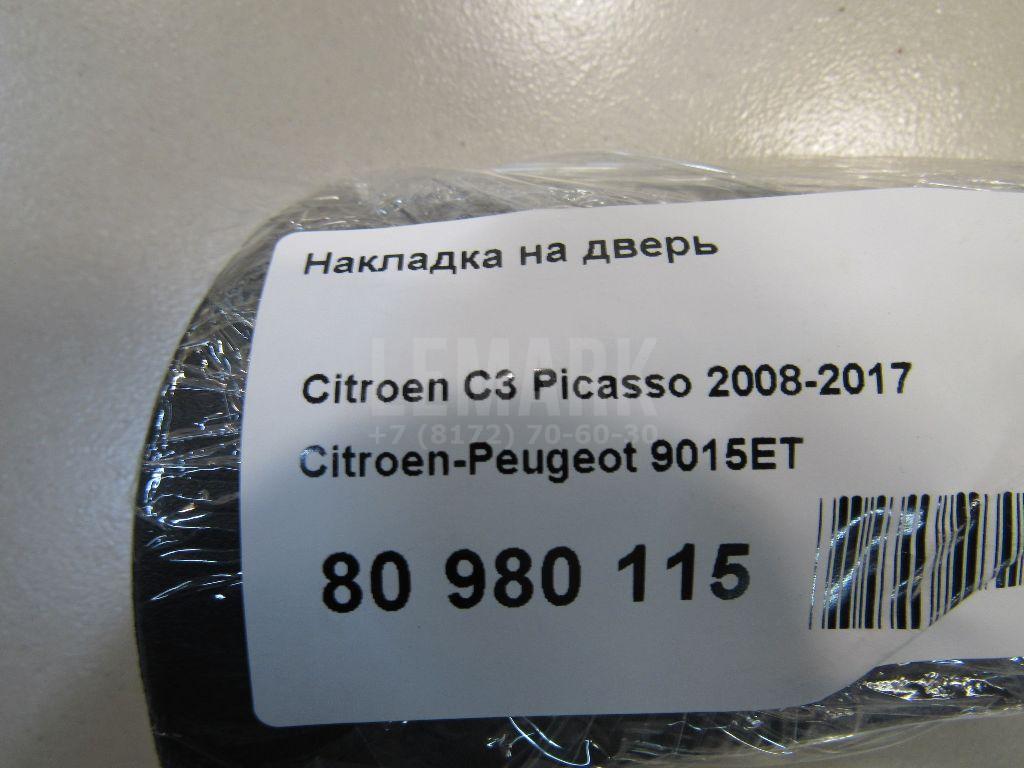 Накладка на дверь
LEMARK
Citroen C3 Picasso 2008-2017
+7 (8172) 70-60-30
Citroen-Peugeot 9015ET
80 980 115